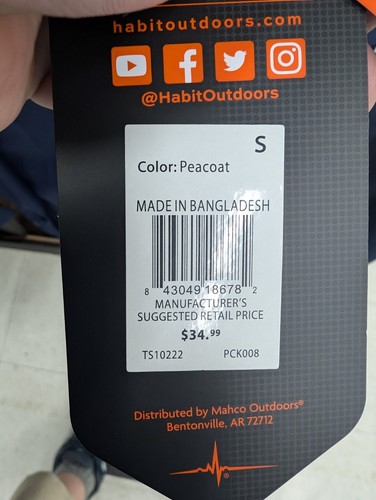 habitoutdoors.com
@HabitOutdoors
S
Color: Peacoat
MADE IN BANGLADESH
8 43049 18678 2
MANUFACTURER'S
SUGGESTED RETAIL PRICE
$34.99
TS10222 PCK008
Distributed by Mahco Outdoors®
Bentonville, AR 72712
®